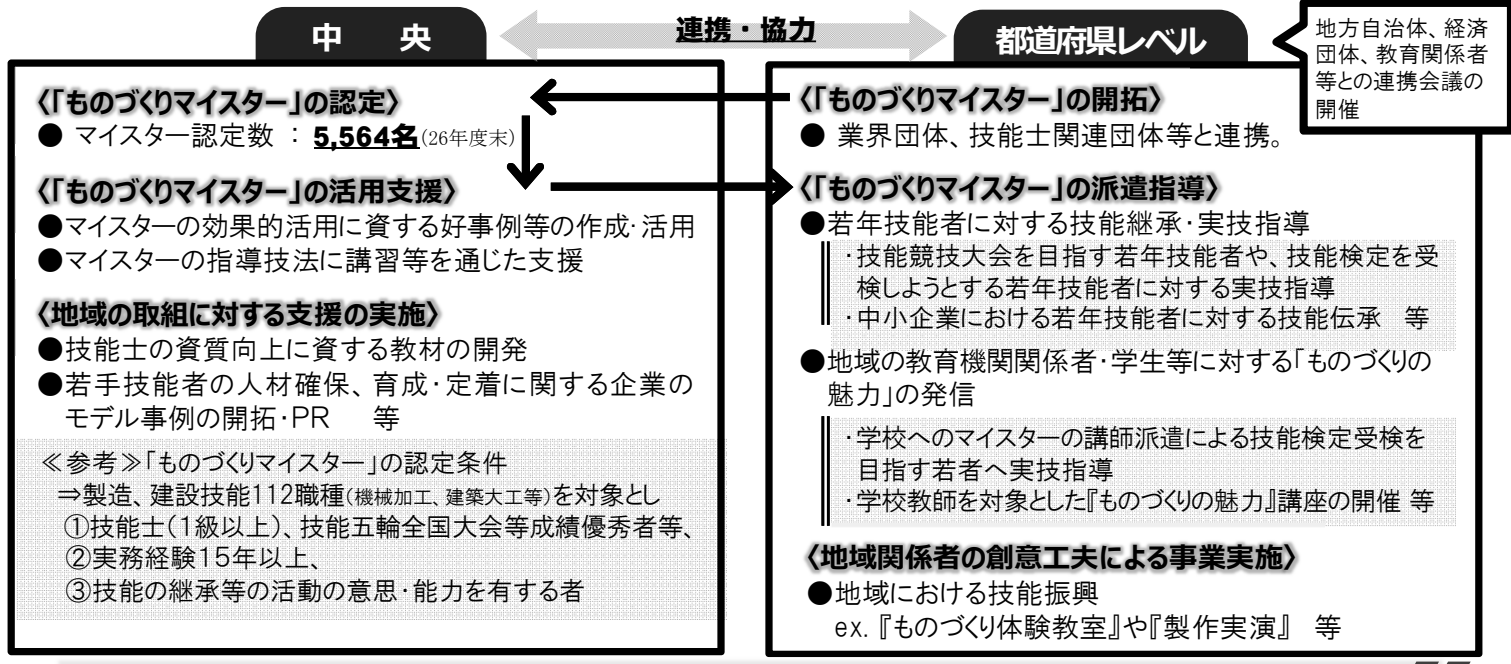 中　央
連携・協力
都道府県レベル
地方自治体、経済
団体、教育関係者
等との連携会議の
開催
〈「ものづくりマイスター」の認定〉
● マイスター認定数 ： 5,564名(26年度末)
〈「ものづくりマイスター」の活用支援〉
●マイスターの効果的活用に資する好事例等の作成・活用
●マイスターの指導技法に講習等を通じた支援
〈地域の取組に対する支援の実施〉
●技能士の資質向上に資する教材の開発
●若手技能者の人材確保、育成・定着に関する企業の
モデル事例の開拓・PR　等
≪参考≫「ものづくりマイスター」の認定条件
⇒製造、建設技能112職種(機械加工、建築大工等)を対象とし
①技能士(1級以上)、技能五輪全国大会等成績優秀者等、
②実務経験15年以上、
③技能の継承等の活動の意思・能力を有する者
〈「ものづくりマイスター」の開拓〉
● 業界団体、技能士関連団体等と連携。
〈「ものづくりマイスター」の派遣指導〉
●若年技能者に対する技能継承・実技指導
・技能競技大会を目指す若年技能者や、技能検定を受
検しようとする若年技能者に対する実技指導
・中小企業における若年技能者に対する技能伝承　等
●地域の教育機関関係者・学生等に対する「ものづくりの
魅力」の発信
・学校へのマイスターの講師派遣による技能検定受検を
目指す若者へ実技指導
・学校教師を対象とした『ものづくりの魅力』講座の開催 等
〈地域関係者の創意工夫による事業実施〉
●地域における技能振興
ex.『ものづくり体験教室』や『製作実演』　等